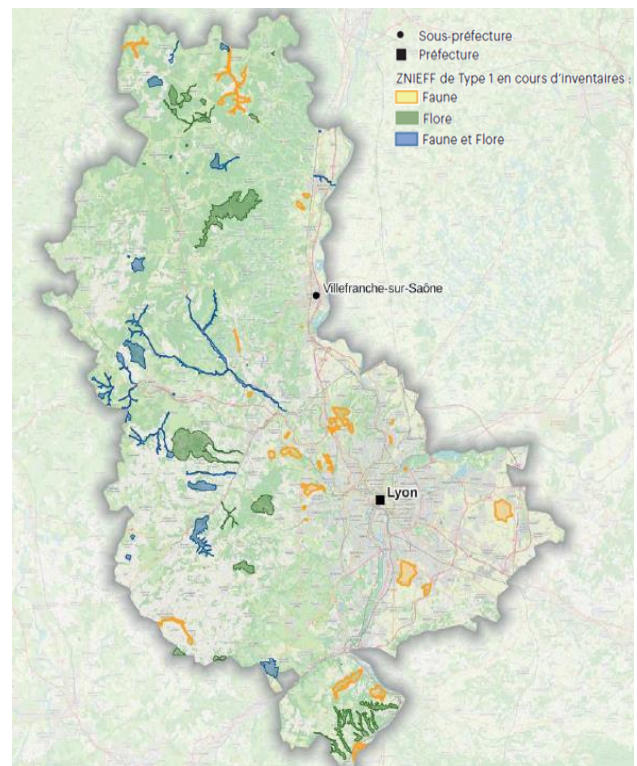 Sous-préfecture
Préfecture
ZNIEFF de Type 1 en cours d'inventaires :
Faune
Flore
Faune et Flore
Villefranche-sur-Saône
Lyon